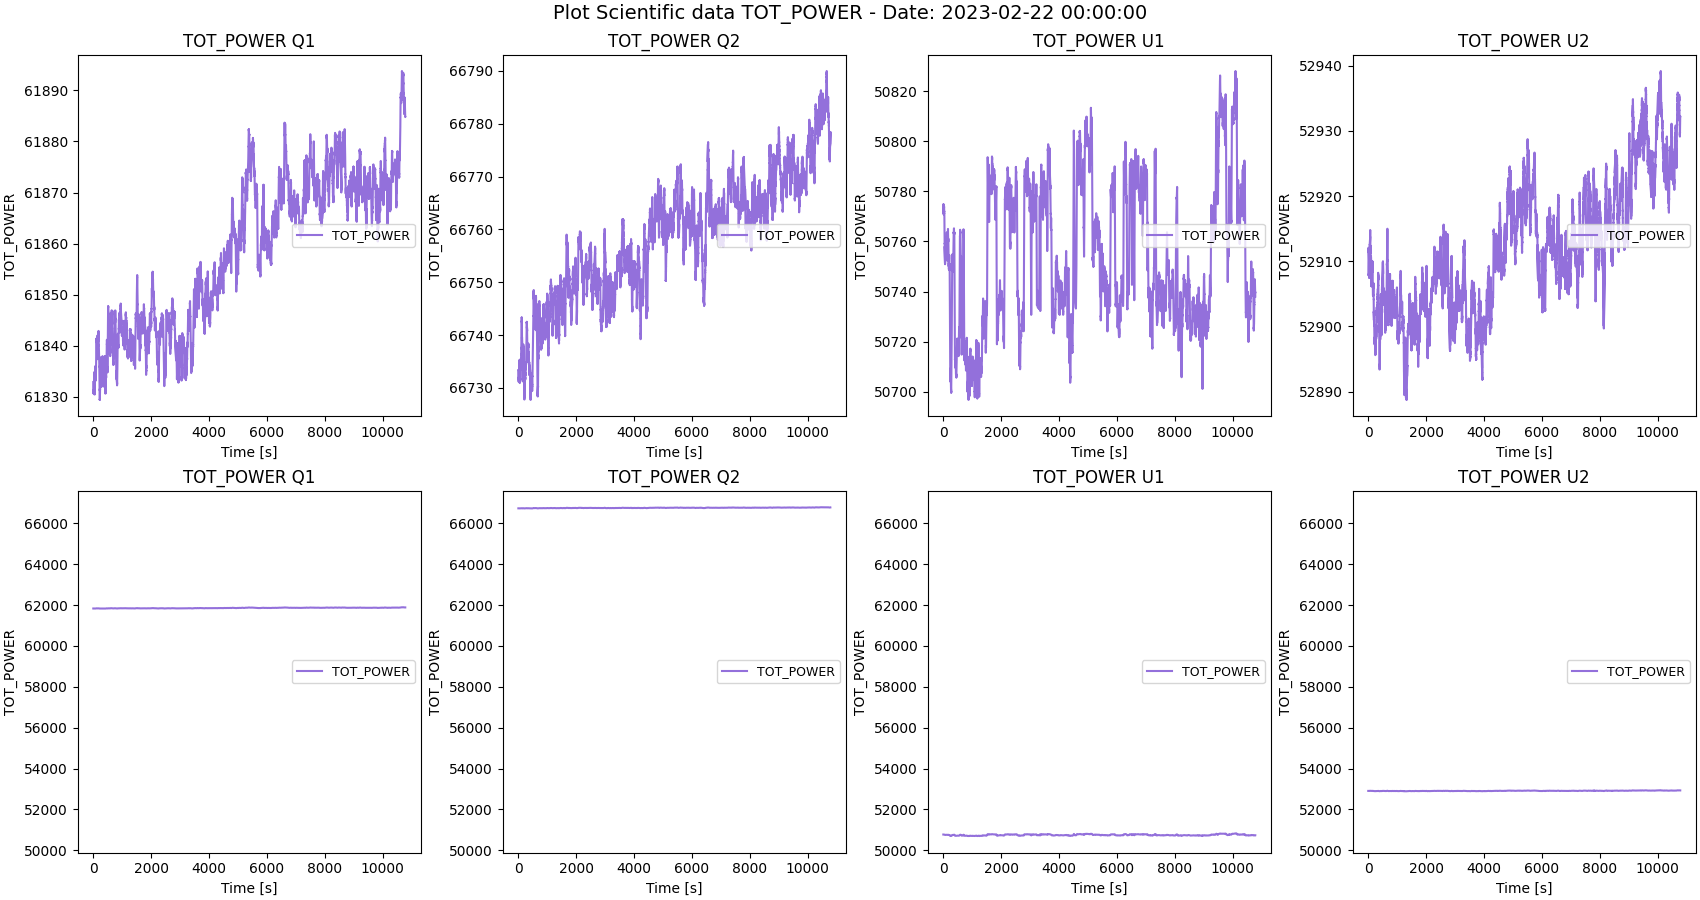 Plot Scientific data TOT_POWER - Date: 2023-02-22 00:00:00
TOT_POWER Q1
TOT_POWER
61890
61880
61870
61860
61850
61840
61830
TOT_POWER
0 2000 4000 6000 8000 10000
Time [s]
TOT_POWER Q2
TOT_POWER
66790
66780
66770
66760
66750
66740
66730
TOT_POWER
0 2000 4000 6000 8000 10000
Time [s]
TOT_POWER U1
TOT_POWER
50820
50800
50780
50760
50740
50720
50700
TOT_POWER
0 2000 4000 6000 8000 10000
Time [s]
TOT_POWER U2
TOT_POWER
52940
52930
52920
52910
52900
52890
TOT_POWER
0 2000 4000 6000 8000 10000
Time [s]
TOT_POWER Q1
TOT_POWER
66000
64000
62000
60000
58000
56000
54000
52000
50000
TOT_POWER
0 2000 4000 6000 8000 10000
Time [s]
TOT_POWER Q2
TOT_POWER
66000
64000
62000
60000
58000
56000
54000
52000
50000
TOT_POWER
0 2000 4000 6000 8000 10000
Time [s]
TOT_POWER U1
TOT_POWER
66000
64000
62000
60000
58000
56000
54000
52000
50000
TOT_POWER
0 2000 4000 6000 8000 10000
Time [s]
TOT_POWER U2
TOT_POWER
66000
64000
62000
60000
58000
56000
54000
52000
50000
TOT_POWER
0 2000 4000 6000 8000 10000
Time [s]